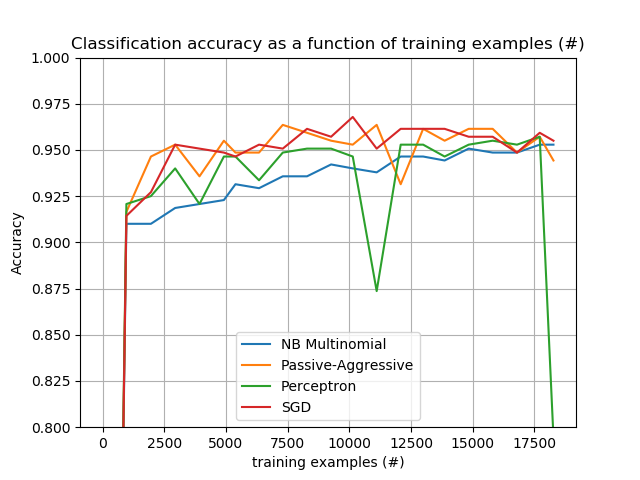 Classification accuracy as a function of training examples (#)
1.000
0.975
0.950
0.925
0.900
0.875
0.850
0.825
0.800
Accuracy
NB Multinomial
Passive-Aggressive
Perceptron
SGD
0 2500 5000 7500 10000 12500 15000 17500
training examples (#)